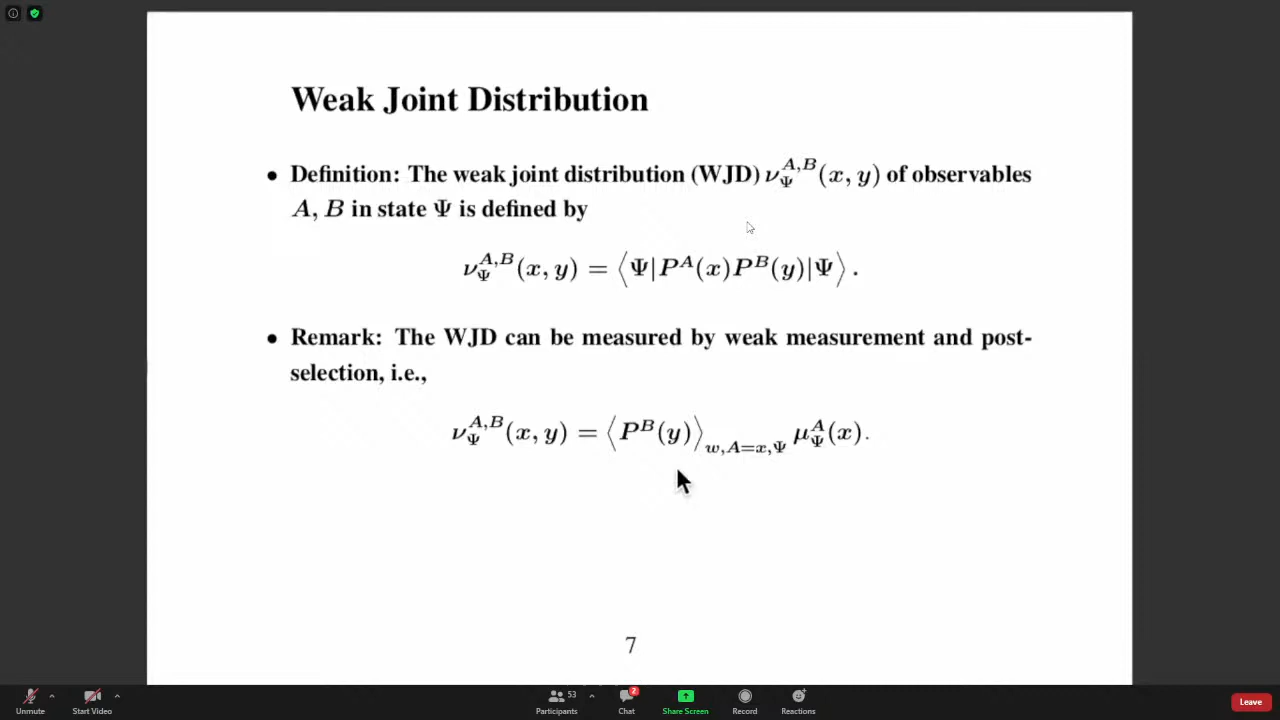 Weak Joint Distribution
• Definition: The weak joint distribution (WJD) ν_Ψ^{A,B}(x, y) of observables
A, B in state Ψ is defined by
ν_Ψ^{A,B}(x, y) = ⟨Ψ|P^A(x)P^B(y)|Ψ⟩.
• Remark: The WJD can be measured by weak measurement and post-
selection, i.e.,
ν_Ψ^{A,B}(x, y) = ⟨P^B(y)⟩_{w,A=x,Ψ} μ_Ψ^A(x).
7
Unmute
Start Video
53
Participants
2
Chat
Share Screen
Record
Reactions
Leave